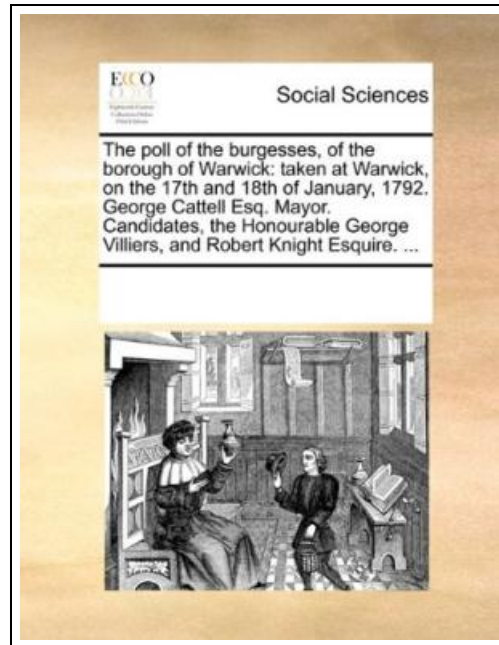 ECCO
Social Sciences
The poll of the burgesses, of the
borough of Warwick: taken at Warwick,
on the 17th and 18th of January, 1792.
George Cattell Esq. Mayor.
Candidates, the Honourable George
Villiers, and Robert Knight Esquire. ...